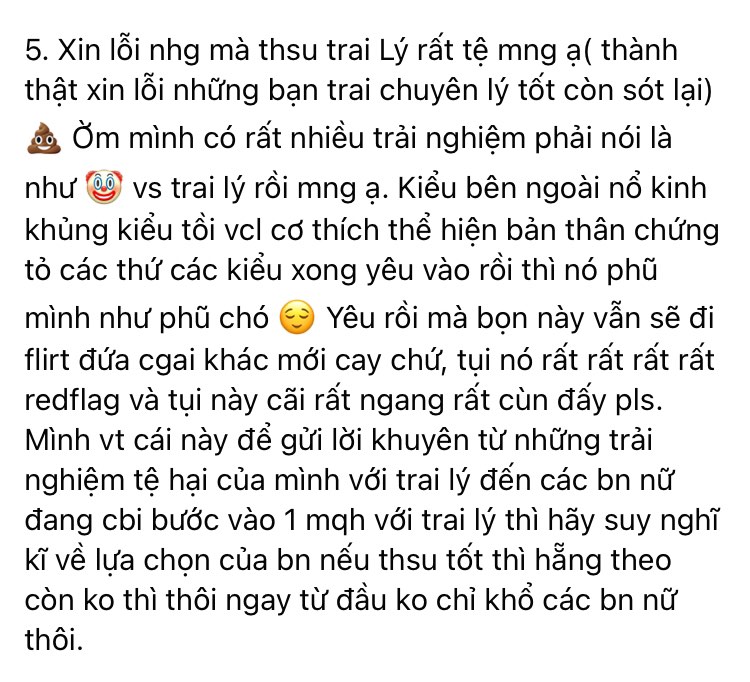 5. Xin lỗi nhg mà thsu trai Lý rất tệ mng ạ( thành
thật xin lỗi những bạn trai chuyên lý tốt còn sót lại)
💩 Ờm mình có rất nhiều trải nghiệm phải nói là
như 🤡 vs trai lý rồi mng ạ. Kiểu bên ngoài nổ kinh
khủng kiểu tồi vcl cơ thích thể hiện bản thân chứng
tỏ các thứ các kiểu xong yêu vào rồi thì nó phũ
mình như phũ chó 😌 Yêu rồi mà bọn này vẫn sẽ đi
flirt đứa cgai khác mới cay chứ, tụi nó rất rất rất rất
redflag và tụi này cãi rất ngang rất cùn đấy pls.
Mình vt cái này để gửi lời khuyên từ những trải
nghiệm tệ hại của mình với trai lý đến các bn nữ
đang cbi bước vào 1 mqh với trai lý thì hãy suy nghĩ
kĩ về lựa chọn của bn nếu thsu tốt thì hẵng theo
còn ko thì thôi ngay từ đầu ko chỉ khổ các bn nữ
thôi.